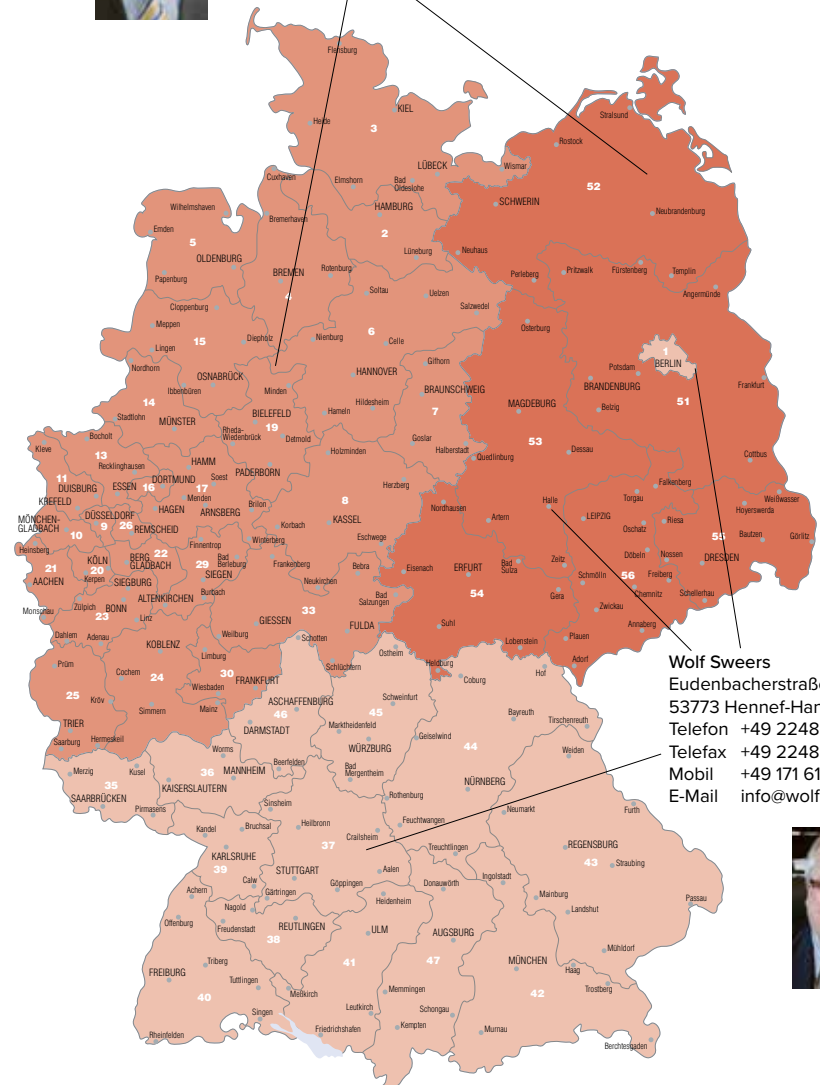 Flensburg
KIEL
Heide
3
Stralsund
Rostock
LÜBECK
Wismar
Cuxhaven
Elmshorn
Bad
Oldeslohe
52
Wilhelmshaven
HAMBURG
SCHWERIN
Neubrandenburg
Bremerhaven
Emden
2
5
Lüneburg
Neuhaus
OLDENBURG
BREMEN
Rotenburg
Papenburg
4
Perleberg
Pritzwalk
Fürstenberg
Templin
Soltau
Uelzen
Angermünde
Cloppenburg
Salzwedel
Meppen
Osterburg
15
Diepholz
Nienburg
6
Celle
1
BERLIN
Lingen
Gifhorn
Nordhorn
HANNOVER
Potsdam
OSNABRÜCK
Minden
BRAUNSCHWEIG
BRANDENBURG
Frankfurt
Ibbenbüren
14
MAGDEBURG
51
Stadtlohn
BIELEFELD
Hameln
Hildesheim
7
Belzig
MÜNSTER
Rheda-
Wiedenbrück
19
Detmold
Goslar
53
Bocholt
Kleve
Holzminden
Halberstadt
Quedlinburg
Dessau
Cottbus
13
HAMM
Recklinghausen
PADERBORN
11
DUISBURG
ESSEN
16
DORTMUND
17
Soest
Herzberg
Falkenberg
KREFELD
Menden
8
Nordhausen
Halle
Torgau
Weißwasser
HAGEN
ARNSBERG
Brilon
Hoyerswerda
MÖNCHEN-
GLADBACH
DÜSSELDORF
9
26
REMSCHEID
KASSEL
Artern
LEIPZIG
Riesa
10
Korbach
Oschatz
55
Bautzen
Görlitz
Heinsberg
Finnentrop
Winterberg
Eschwege
21
KÖLN
20
BERG.
GLADBACH
22
29
Bad
Berleburg
Frankenberg
Bebra
Eisenach
ERFURT
Bad
Sulza
Zeitz
Döbeln
Nossen
DRESDEN
AACHEN
Kerpen
SIEGBURG
SIEGEN
Neukirchen
Schmölln
56
Freiberg
Chemnitz
Schellerhau
Zülpich
BONN
ALTENKIRCHEN
Burbach
Bad
Salzungen
54
Gera
Monschau
23
Linz
33
Zwickau
GIESSEN
FULDA
Suhl
Annaberg
Dahlem
Adenau
KOBLENZ
Weilburg
Schotten
Lobenstein
Plauen
Ostheim
Prüm
Limburg
Schlüchtern
Heldburg
Hof
Adorf
Cochem
24
30
FRANKFURT
Coburg
25
Wiesbaden
Kröv
ASCHAFFENBURG
Schweinfurt
Simmern
Mainz
46
45
Bayreuth
TRIER
DARMSTADT
Marktheidenfeld
Geiselwind
Tirschenreuth
Saarburg
Hermeskeil
WÜRZBURG
44
Worms
Weiden
Merzig
Kusel
36
MANNHEIM
Beerfelden
Bad
Mergentheim
35
KAISERSLAUTERN
NÜRNBERG
SAARBRÜCKEN
Rothenburg
Sinsheim
Neumarkt
Furth
Pirmasens
Heilbronn
Feuchtwangen
Kandel
Bruchsal
Crailsheim
37
REGENSBURG
KARLSRUHE
Treuchtlingen
43
Straubing
39
STUTTGART
Aalen
Calw
Göppingen
Donauwörth
Ingolstadt
Achern
Gärtringen
Heidenheim
Mainburg
Passau
Nagold
Landshut
Offenburg
Freudenstadt
REUTLINGEN
ULM
AUGSBURG
38
Mühldorf
Triberg
41
47
MÜNCHEN
FREIBURG
Haag
Tuttlingen
Trostberg
40
Meßkirch
Memmingen
42
Leutkirch
Schongau
Singen
Rheinfelden
Friedrichshafen
Kempten
Murnau
Berchtesgaden
Wolf Sweers
Eudenbacherstraße
53773 Hennef-Han
Telefon +49 2248
Telefax +49 2248
Mobil +49 171 61
E-Mail info@wolf